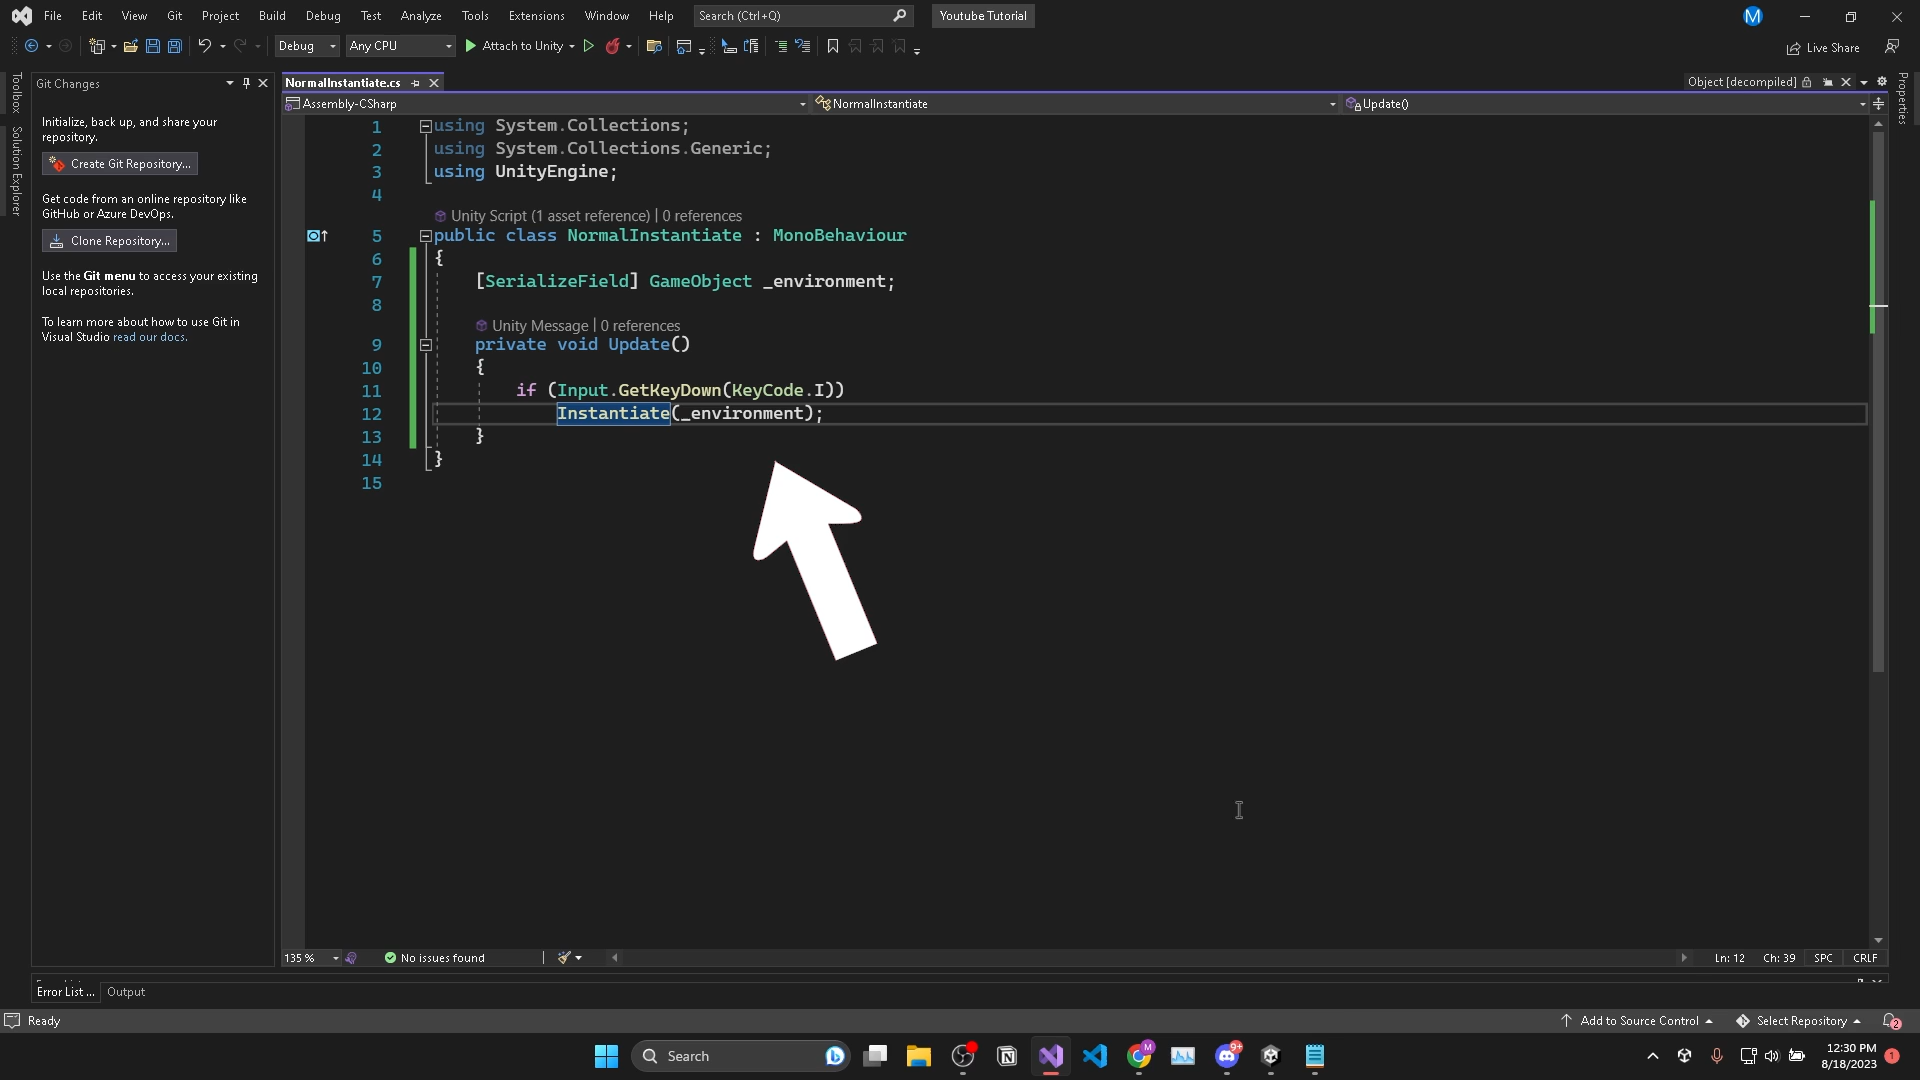 File Edit View Git Project Build Debug Test Analyze Tools Extensions Window Help Search (Ctrl+Q) Youtube Tutorial M
Debug Any CPU Attach to Unity Live Share
Toolbox
Solution Explorer
Git Changes
Initialize, back up, and share your
repository.
Create Git Repository...
Get code from an online repository like
GitHub or Azure DevOps.
Clone Repository...
Use the Git menu to access your existing
local repositories.
To learn more about how to use Git in
Visual Studio read our docs.
NormalInstantiate.cs
Object [decompiled]
Properties
Assembly-CSharp NormalInstantiate Update()
1 using System.Collections;
2 using System.Collections.Generic;
3 using UnityEngine;
4
Unity Script (1 asset reference) | 0 references
5 public class NormalInstantiate : MonoBehaviour
6 {
7 [SerializeField] GameObject _environment;
8
Unity Message | 0 references
9 private void Update()
10 {
11 if (Input.GetKeyDown(KeyCode.I))
12 Instantiate(_environment);
13 }
14 }
15
135 % No issues found Ln: 12 Ch: 39 SPC CRLF
Error List ... Output
Ready Add to Source Control Select Repository 2
Search M 9+ 12:30 PM
8/18/2023 1